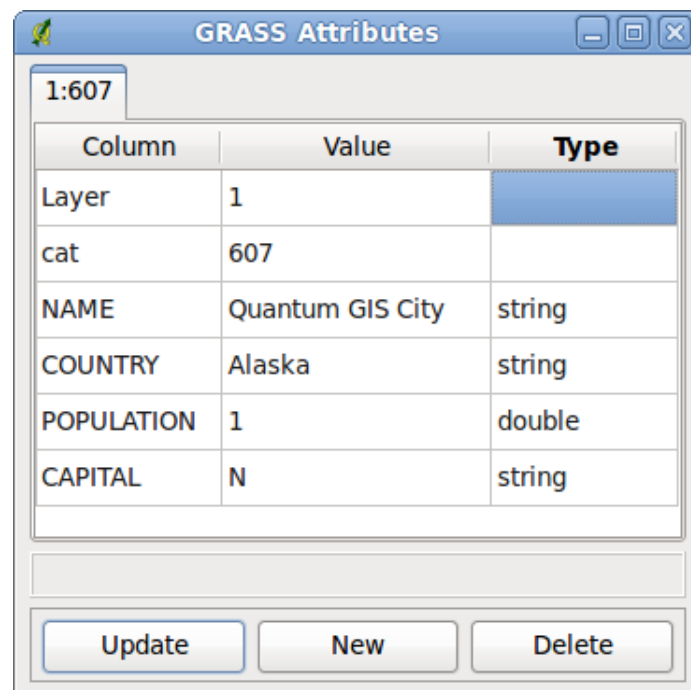 GRASS Attributes
1:607
Column Value Type
Layer 1
cat 607
NAME Quantum GIS City string
COUNTRY Alaska string
POPULATION 1 double
CAPITAL N string
Update New Delete